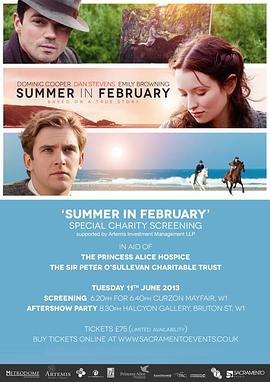 DOMINIC COOPER DAN STEVENS EMILY BROWNING
SUMMER IN FEBRUARY
BASED ON A TRUE STORY
'SUMMER IN FEBRUARY'
SPECIAL CHARITY SCREENING
supported by Artemis Investment Management LLP
IN AID OF
THE PRINCESS ALICE HOSPICE
THE SIR PETER O'SULLEVAN CHARITABLE TRUST
TUESDAY 11TH JUNE 2013
SCREENING 6.20PM FOR 6.40PM CURZON MAYFAIR, W1
AFTERSHOW PARTY 8.30PM HALCYON GALLERY, BRUTON ST, W1
TICKETS £75 (LIMITED AVAILABILITY)
BUY TICKETS ONLINE AT WWW.SACRAMENTOEVENTS.CO.UK
METRODOME ARTEMIS
SACRAMENTO